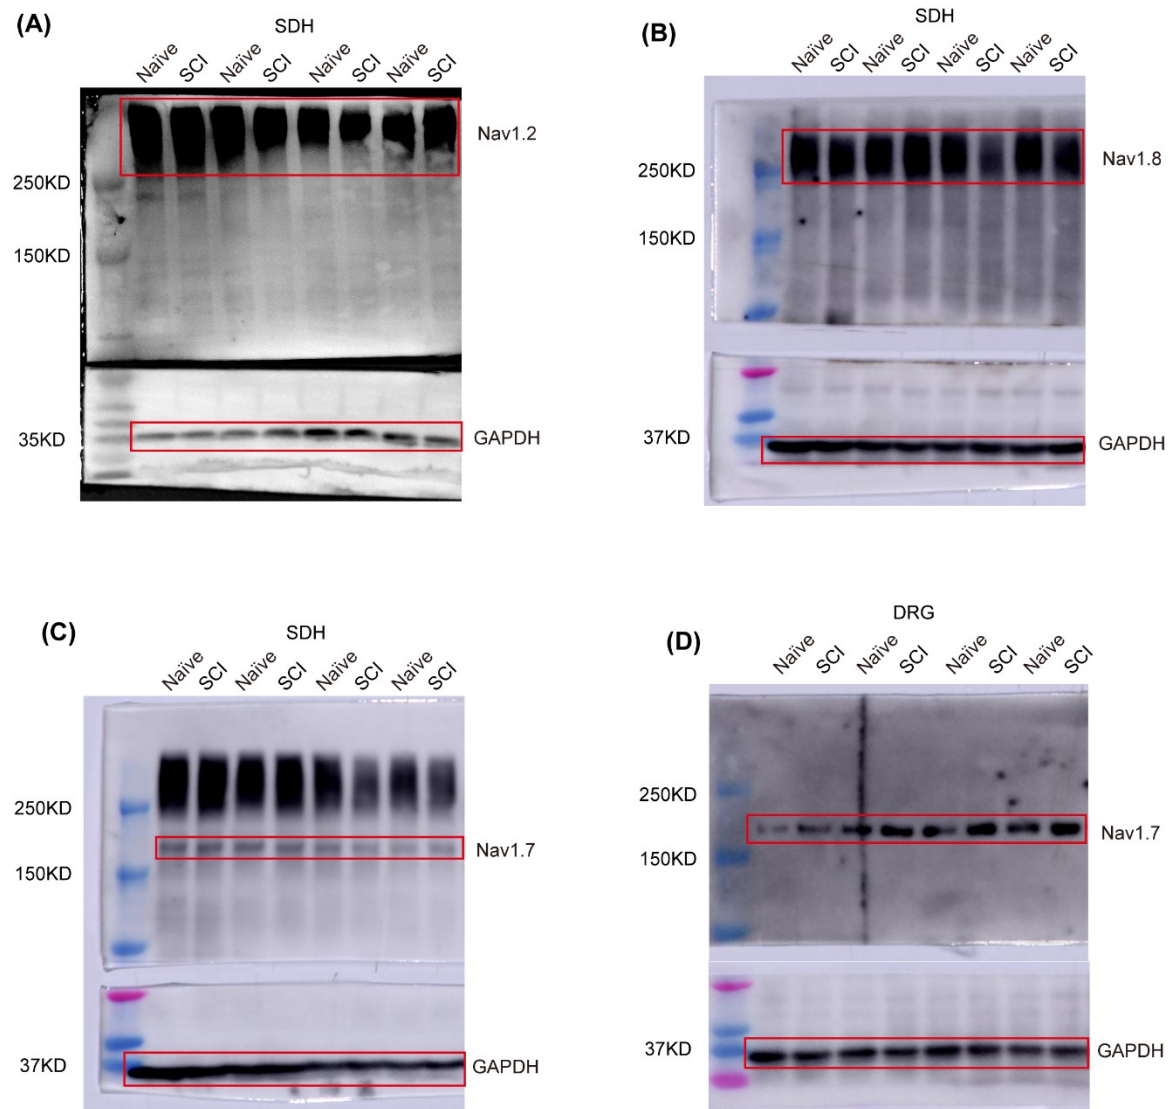 (A)
SDH
Naïve SCI Naïve SCI Naïve SCI Naïve SCI
Nav1.2
250KD
150KD
35KD
GAPDH
(B)
SDH
Naïve SCI Naïve SCI Naïve SCI Naïve SCI
250KD
Nav1.8
150KD
37KD
GAPDH
(C)
SDH
Naïve SCI Naïve SCI Naïve SCI Naïve SCI
250KD
Nav1.7
150KD
37KD
GAPDH
(D)
DRG
Naïve SCI Naïve SCI Naïve SCI Naïve SCI
250KD
Nav1.7
150KD
37KD
GAPDH